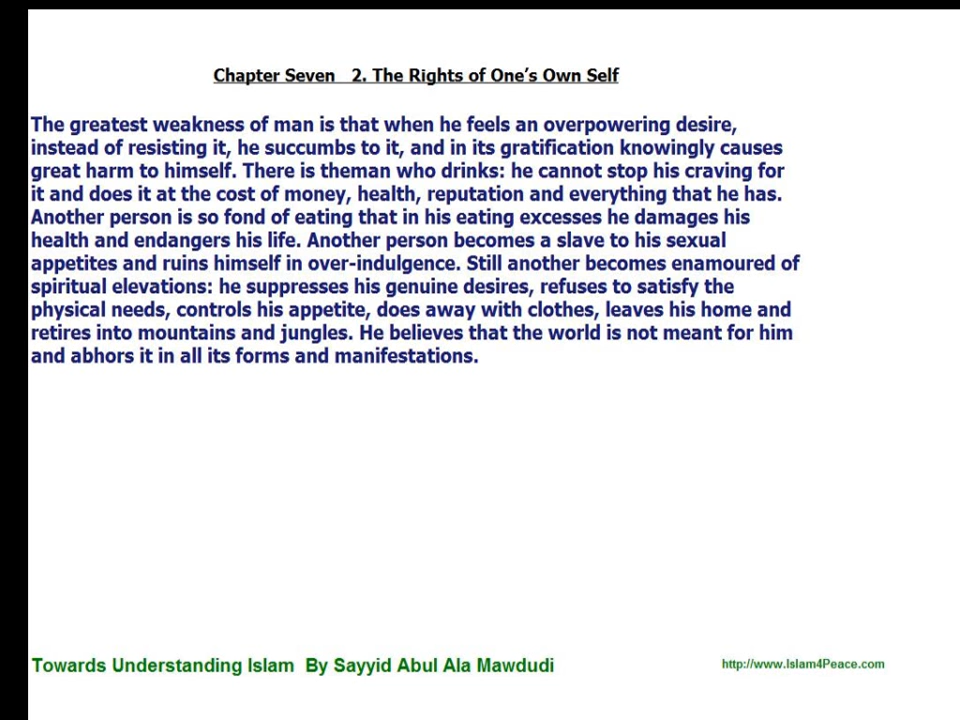 Chapter Seven 2. The Rights of One's Own Self
The greatest weakness of man is that when he feels an overpowering desire,
instead of resisting it, he succumbs to it, and in its gratification knowingly causes
great harm to himself. There is theman who drinks: he cannot stop his craving for
it and does it at the cost of money, health, reputation and everything that he has.
Another person is so fond of eating that in his eating excesses he damages his
health and endangers his life. Another person becomes a slave to his sexual
appetites and ruins himself in over-indulgence. Still another becomes enamoured of
spiritual elevations: he suppresses his genuine desires, refuses to satisfy the
physical needs, controls his appetite, does away with clothes, leaves his home and
retires into mountains and jungles. He believes that the world is not meant for him
and abhors it in all its forms and manifestations.
Towards Understanding Islam By Sayyid Abul Ala Mawdudi
http://www.Islam4Peace.com